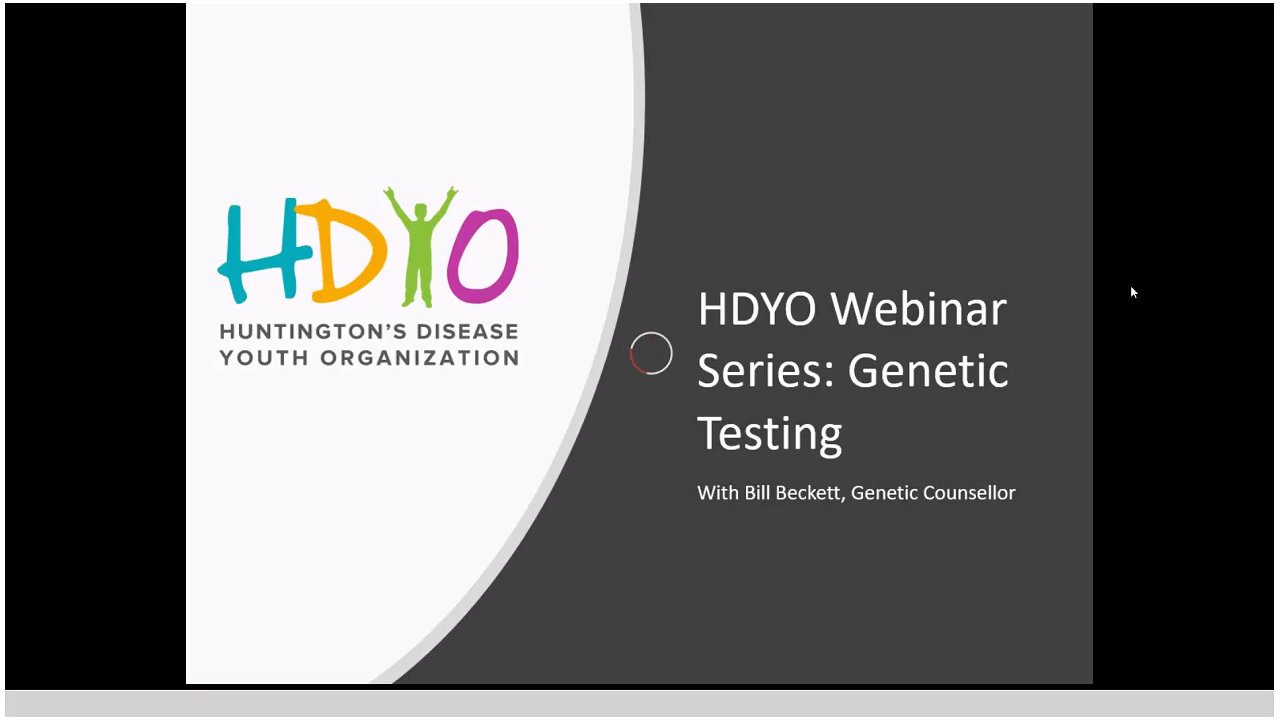 HDYO
HUNTINGTON'S DISEASE
YOUTH ORGANIZATION
HDYO Webinar
Series: Genetic
Testing
With Bill Beckett, Genetic Counsellor